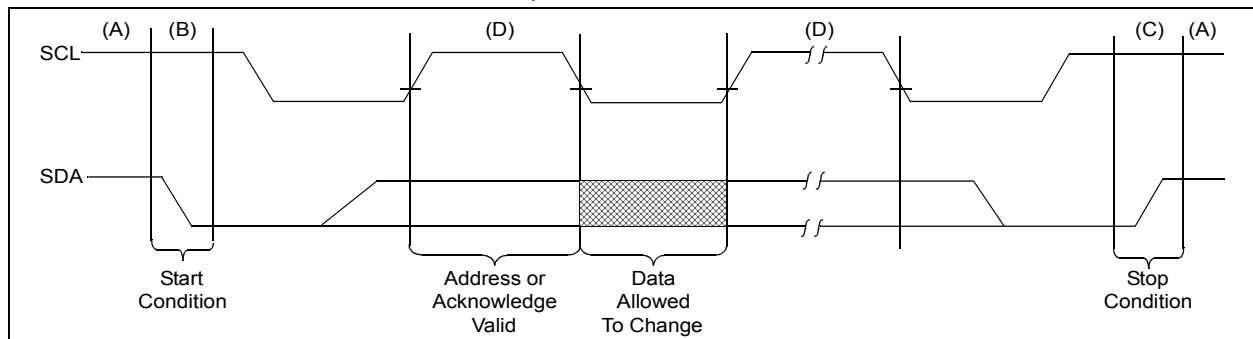 (A) (B) (D) (D) (C) (A)
SCL
SDA
Start
Condition
Address or
Acknowledge
Valid
Data
Allowed
To Change
Stop
Condition